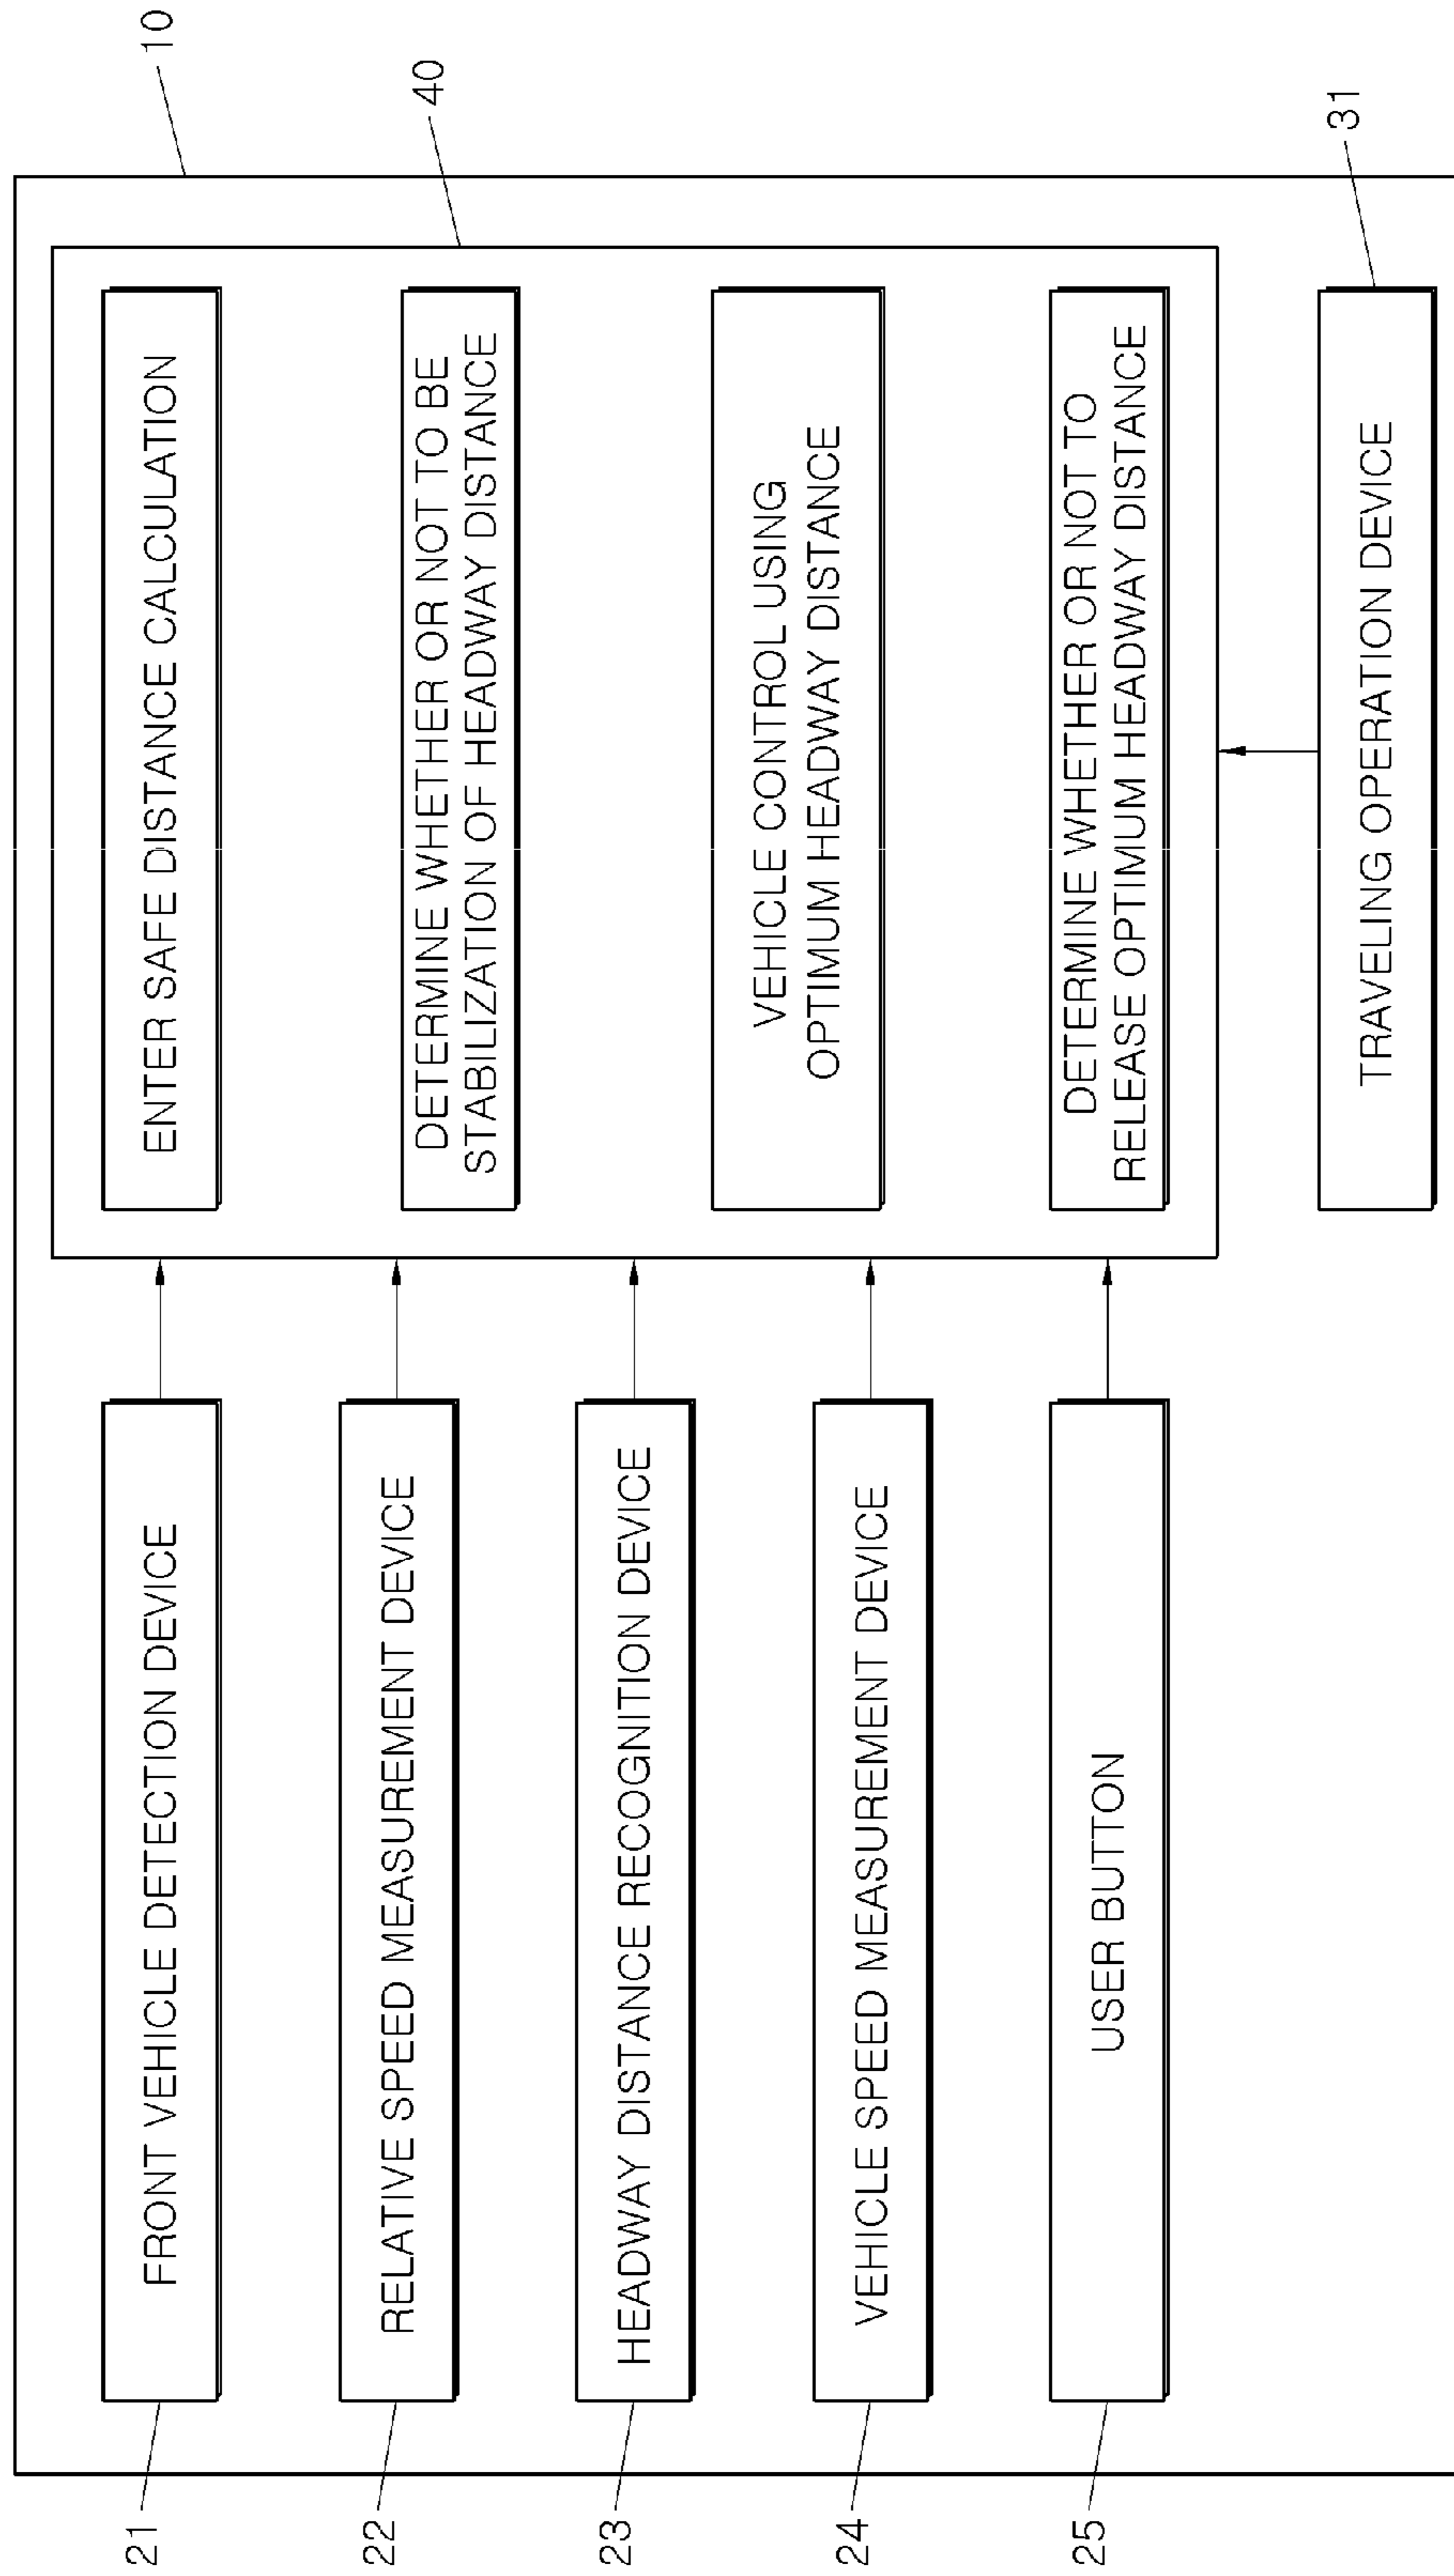 10
40
21
FRONT VEHICLE DETECTION DEVICE
22
RELATIVE SPEED MEASUREMENT DEVICE
23
HEADWAY DISTANCE RECOGNITION DEVICE
24
VEHICLE SPEED MEASUREMENT DEVICE
25
USER BUTTON
ENTER SAFE DISTANCE CALCULATION
DETERMINE WHETHER OR NOT TO BE
STABILIZATION OF HEADWAY DISTANCE
VEHICLE CONTROL USING
OPTIMUM HEADWAY DISTANCE
DETERMINE WHETHER OR NOT TO
RELEASE OPTIMUM HEADWAY DISTANCE
TRAVELING OPERATION DEVICE
31